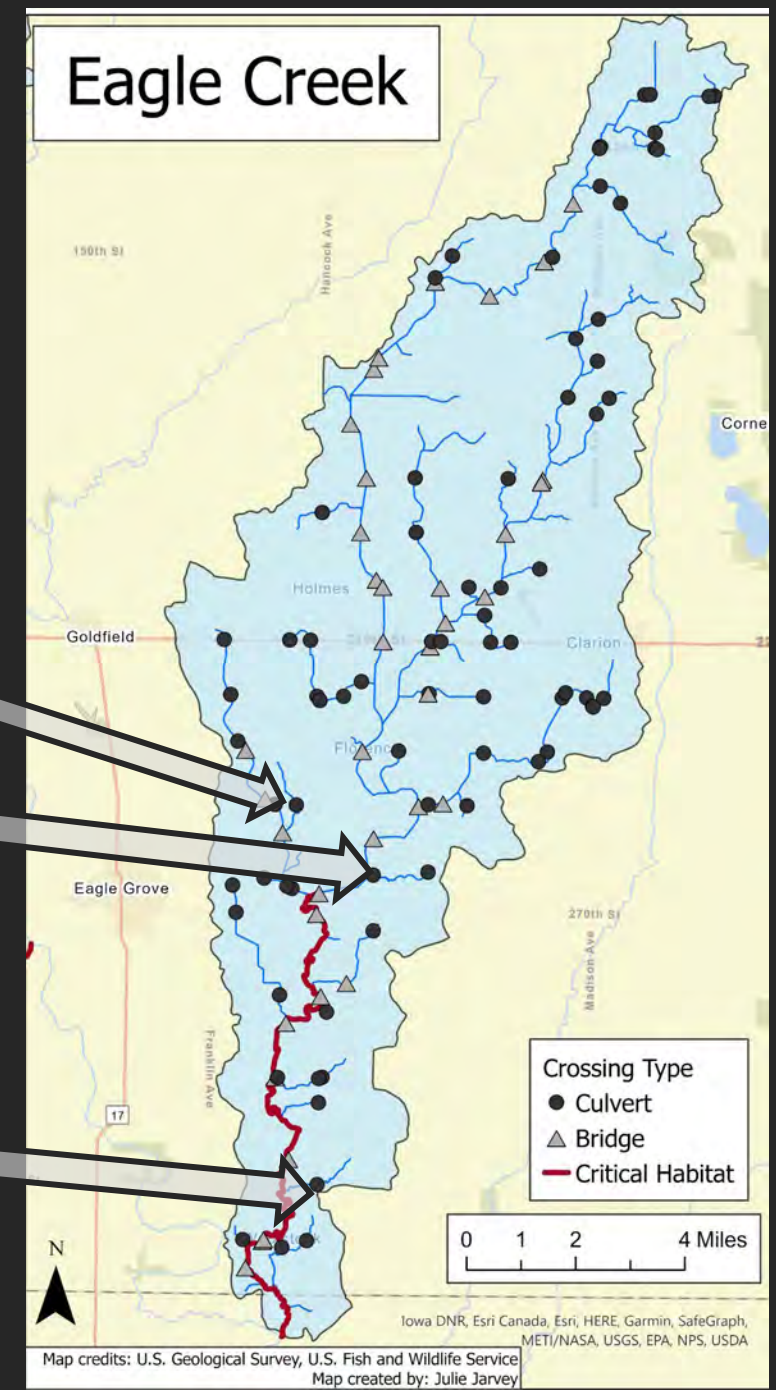 Eagle Creek
190th St
Hancock Ave
Corne
Holmes
Goldfield
Clarion
Florenc
Eagle Grove
270th St
Madison Ave
Franklin Ave
17
Crossing Type
Culvert
Bridge
Critical Habitat
0 1 2 4 Miles
N
Iowa DNR, Esri Canada, Esri, HERE, Garmin, SafeGraph,
METI/NASA, USGS, EPA, NPS, USDA
Map credits: U.S. Geological Survey, U.S. Fish and Wildlife Service
Map created by: Julie Jarvey